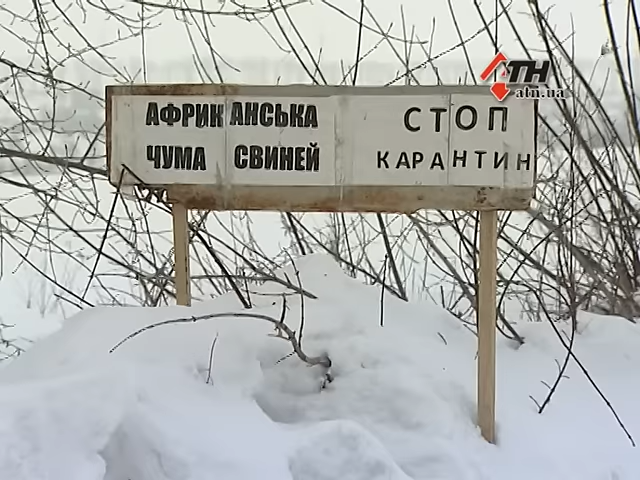 АТН
atn.ua
АФРИКАНСЬКА
ЧУМА СВИНЕЙ
СТОП
КАРАНТИН